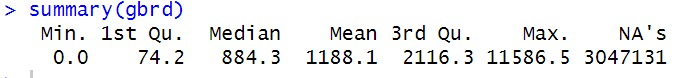 > summary(gbrd)
Min. 1st Qu. Median Mean 3rd Qu. Max. NA's
0.0 74.2 884.3 1188.1 2116.3 11586.5 3047131